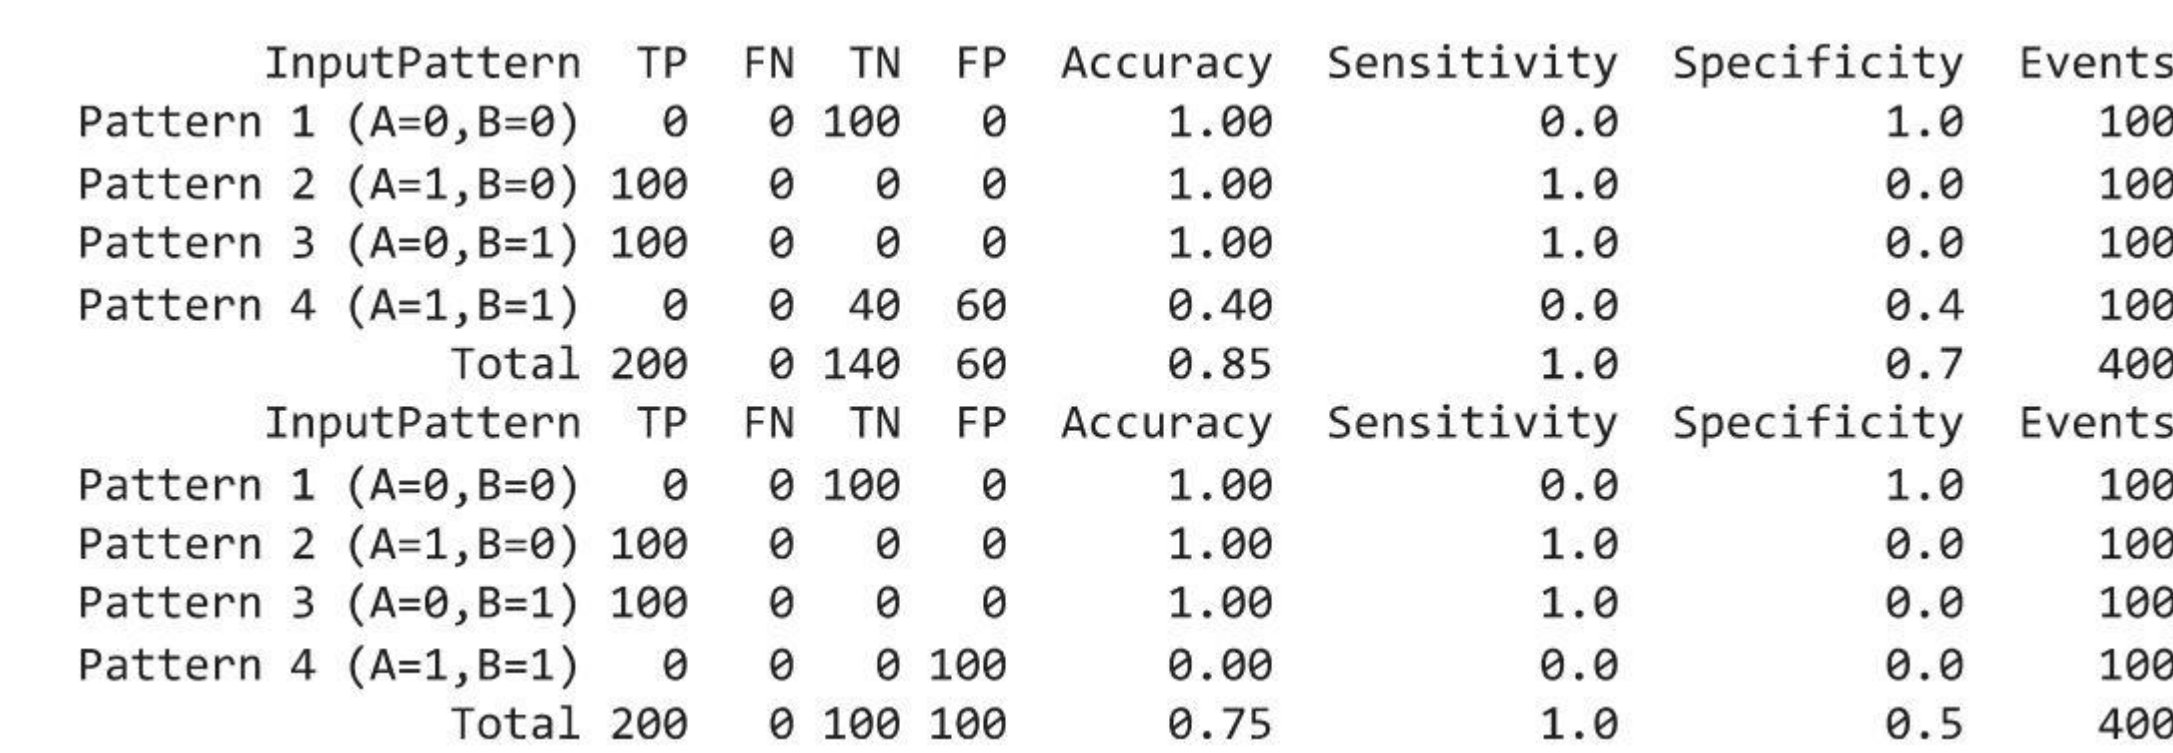 InputPattern TP FN TN FP Accuracy Sensitivity Specificity Events
Pattern 1 (A=0,B=0) 0 0 100 0 1.00 0.0 1.0 100
Pattern 2 (A=1,B=0) 100 0 0 0 1.00 1.0 0.0 100
Pattern 3 (A=0,B=1) 100 0 0 0 1.00 1.0 0.0 100
Pattern 4 (A=1,B=1) 0 0 40 60 0.40 0.0 0.4 100
Total 200 0 140 60 0.85 1.0 0.7 400
InputPattern TP FN TN FP Accuracy Sensitivity Specificity Events
Pattern 1 (A=0,B=0) 0 0 100 0 1.00 0.0 1.0 100
Pattern 2 (A=1,B=0) 100 0 0 0 1.00 1.0 0.0 100
Pattern 3 (A=0,B=1) 100 0 0 0 1.00 1.0 0.0 100
Pattern 4 (A=1,B=1) 0 0 0 100 0.00 0.0 0.0 100
Total 200 0 100 100 0.75 1.0 0.5 400